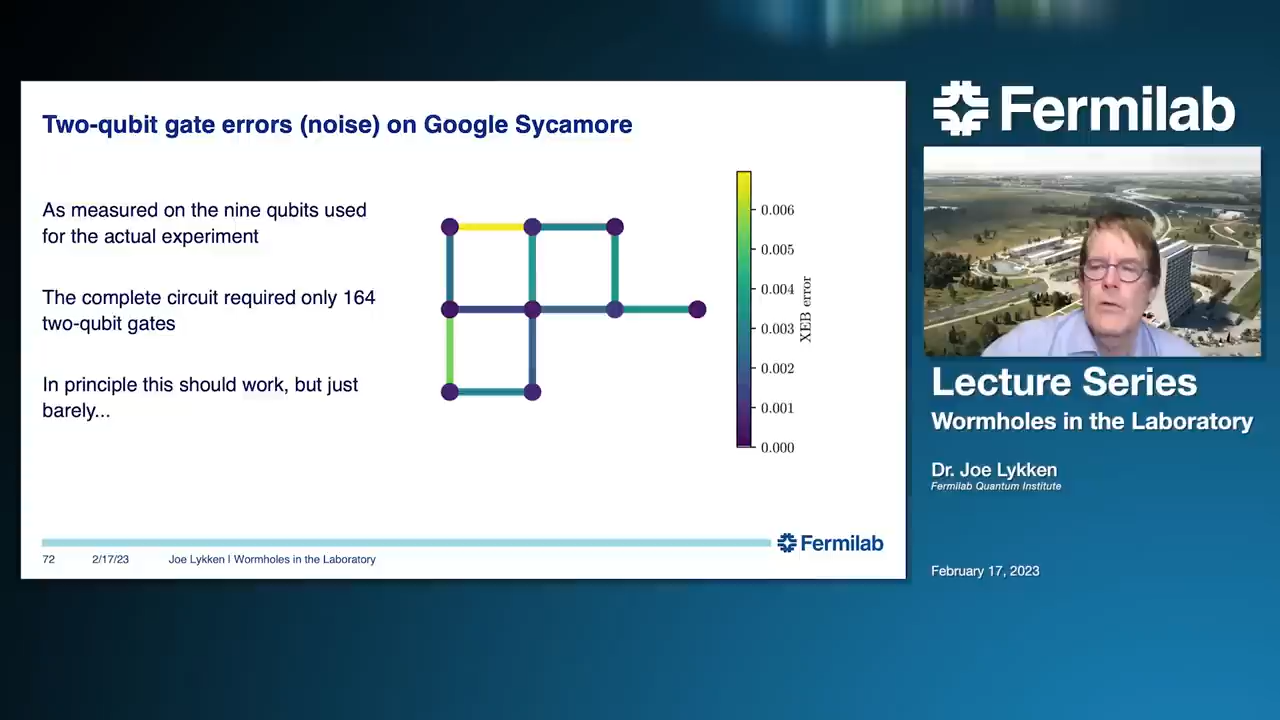 Two-qubit gate errors (noise) on Google Sycamore
As measured on the nine qubits used
for the actual experiment
The complete circuit required only 164
two-qubit gates
In principle this should work, but just
barely...
0.006
0.005
0.004
0.003
0.002
0.001
0.000
XEB error
72 2/17/23 Joe Lykken | Wormholes in the Laboratory
Fermilab
Fermilab
Lecture Series
Wormholes in the Laboratory
Dr. Joe Lykken
Fermilab Quantum Institute
February 17, 2023